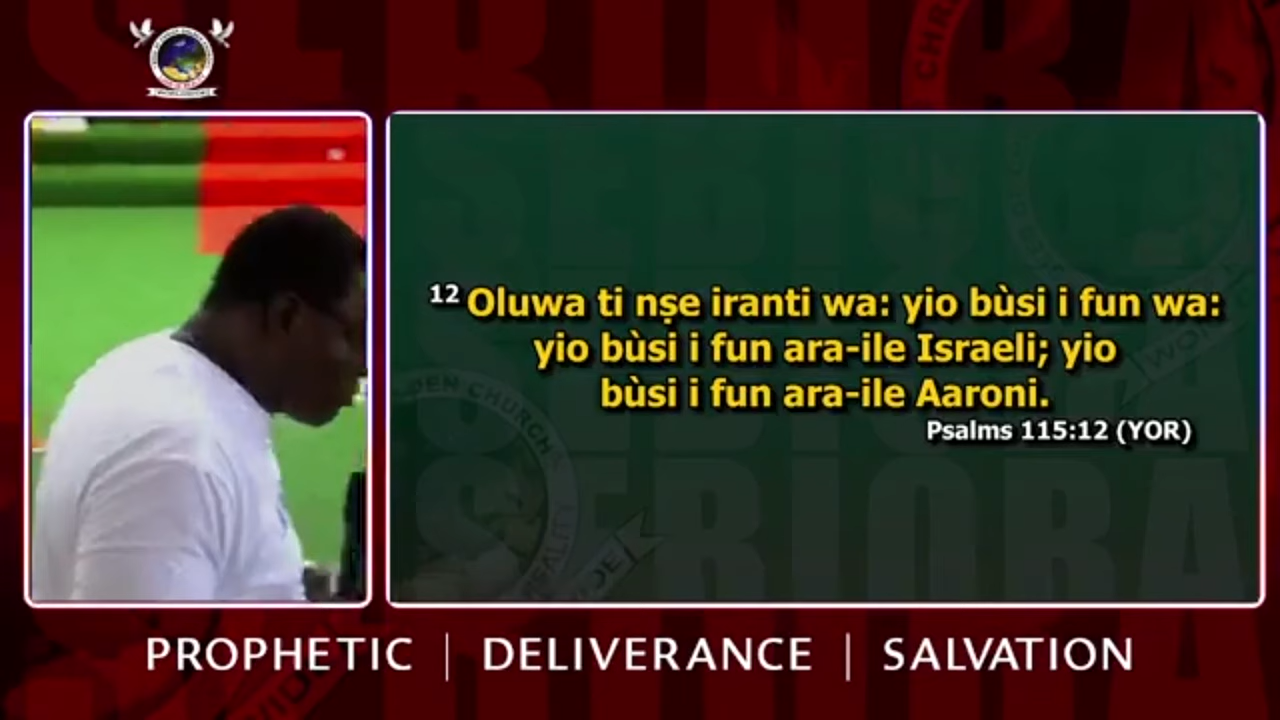 12 Oluwa ti nṣe iranti wa: yio bùsi i fun wa:
yio bùsi i fun ara-ile Israeli; yio
bùsi i fun ara-ile Aaroni.
Psalms 115:12 (YOR)
PROPHETIC | DELIVERANCE | SALVATION